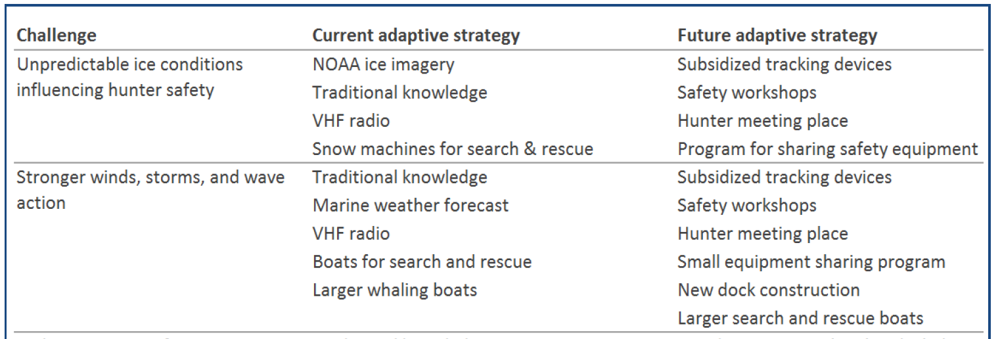 Challenge Current adaptive strategy Future adaptive strategy
Unpredictable ice conditions NOAA ice imagery Subsidized tracking devices
influencing hunter safety Traditional knowledge Safety workshops
VHF radio Hunter meeting place
Snow machines for search & rescue Program for sharing safety equipment
Stronger winds, storms, and wave Traditional knowledge Subsidized tracking devices
action Marine weather forecast Safety workshops
VHF radio Hunter meeting place
Boats for search and rescue Small equipment sharing program
Larger whaling boats New dock construction
Larger search and rescue boats